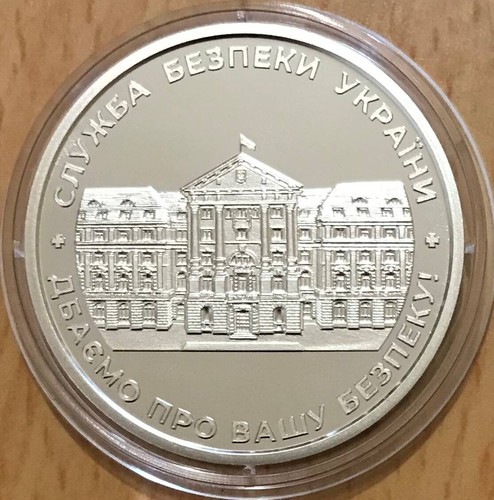 СЛУЖБА БЕЗПЕКИ УКРАЇНИ
ДБАЄМО ПРО ВАШУ БЕЗПЕКУ!